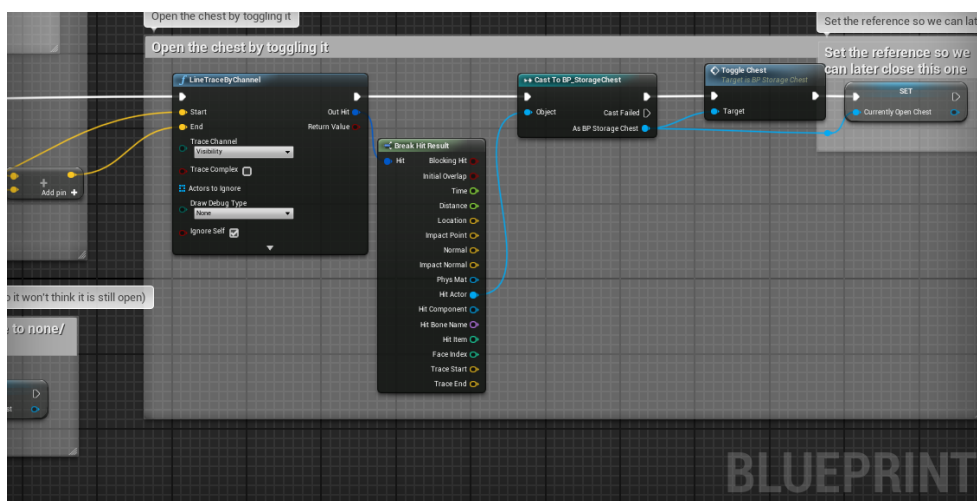 Open the chest by toggling it
Set the reference so we can lat
Open the chest by toggling it
Set the reference so we
can later close this one
LineTraceByChannel
Start
End
Trace Channel
Visibility
Trace Complex
Actors to Ignore
Draw Debug Type
None
Ignore Self
Out Hit
Return Value
Break Hit Result
Hit
Blocking Hit
Initial Overlap
Time
Distance
Location
Impact Point
Normal
Impact Normal
Phys Mat
Hit Actor
Hit Component
Hit Bone Name
Hit Item
Face Index
Trace Start
Trace End
Cast To BP_StorageChest
Object
Cast Failed
As BP Storage Chest
Toggle Chest
Target is BP Storage Chest
Target
SET
Currently Open Chest
Add pin +
o it won't think it is still open)
e to none/
st
BLUEPRINT